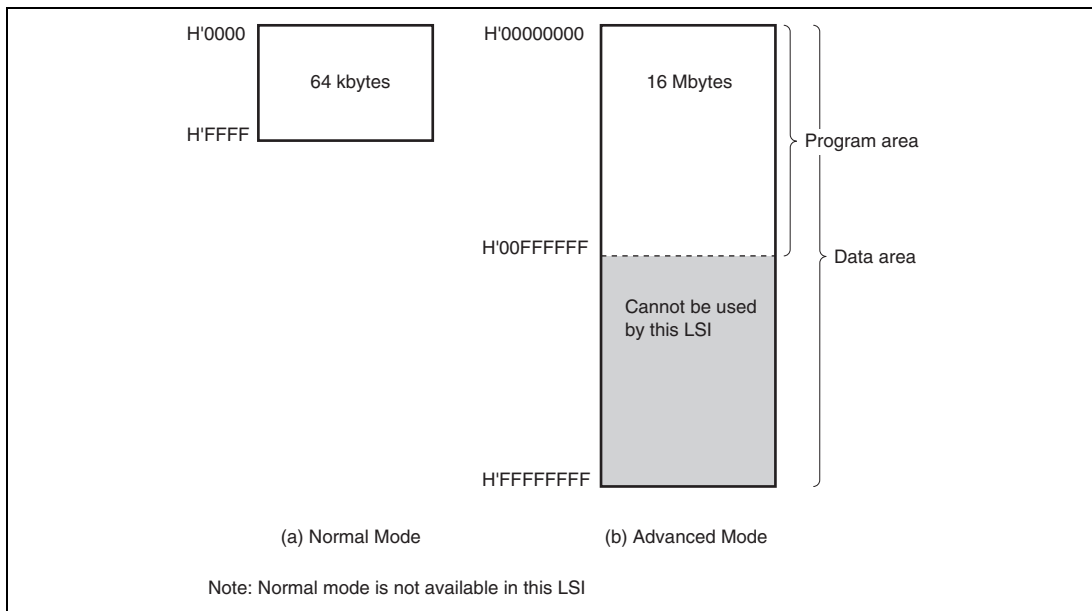 H'0000
64 kbytes
H'FFFF
H'00000000
16 Mbytes
Program area
H'00FFFFFF
Data area
Cannot be used
by this LSI
H'FFFFFFFF
(a) Normal Mode
(b) Advanced Mode
Note: Normal mode is not available in this LSI